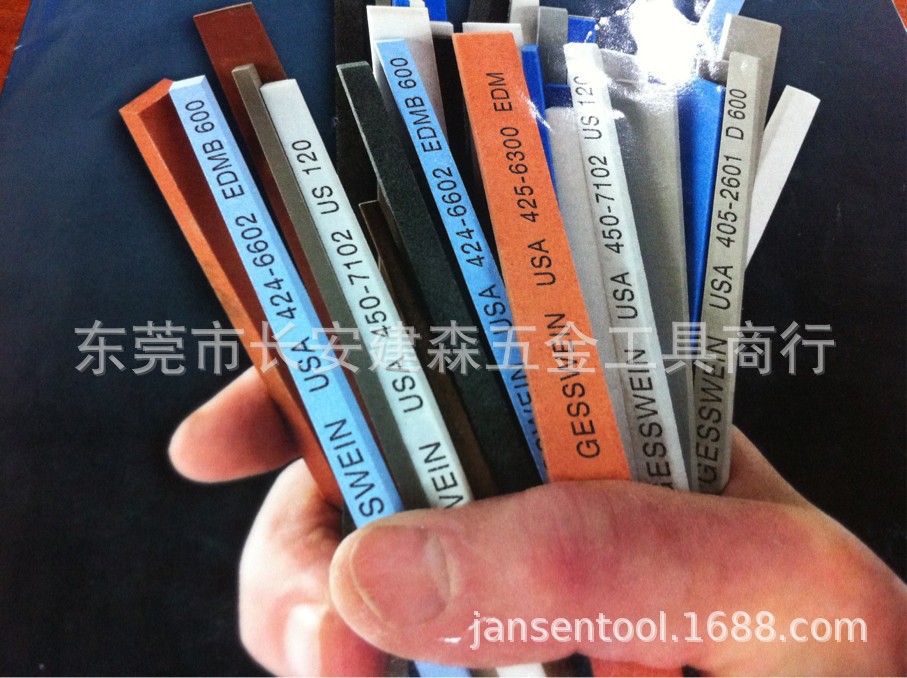 SWEIN USA 424-6602 EDMB 600
WEIN USA 450-7102 US 120
SWEIN USA 424-6602 EDMB 600
GESSWEIN USA 425-6300 EDM
GESSWEIN USA 450-7102 US 120
GESSWEIN USA 405-2601 D 600
东莞市长安建森五金工具商行
jansentool.1688.com